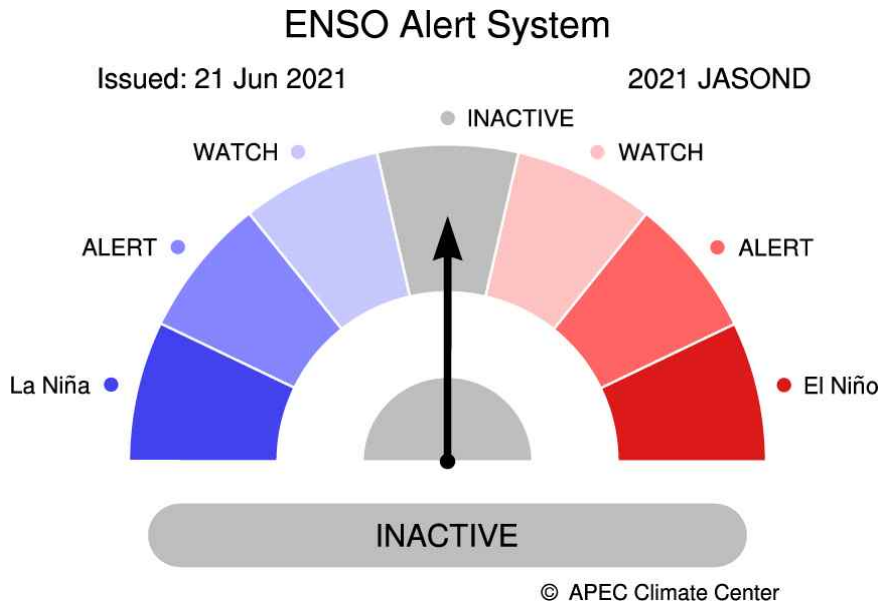 ENSO Alert System
Issued: 21 Jun 2021
2021 JASOND
INACTIVE
WATCH
WATCH
ALERT
ALERT
La Niña
El Niño
INACTIVE
© APEC Climate Center